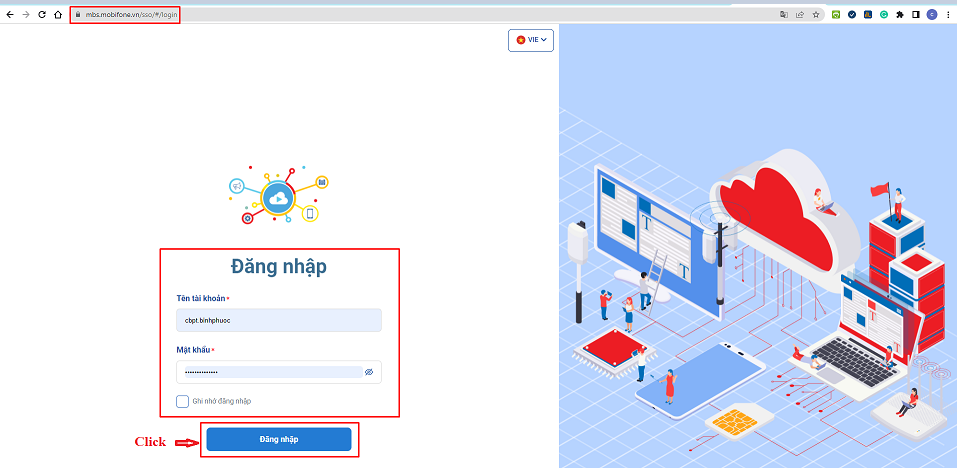 mbs.mobifone.vn/sso/#/login
C
VIE
Đăng nhập
Tên tài khoản *
cbpt.binhphuoc
Mật khẩu *
••••••••••••••
Ghi nhớ đăng nhập
Click
Đăng nhập
T
T